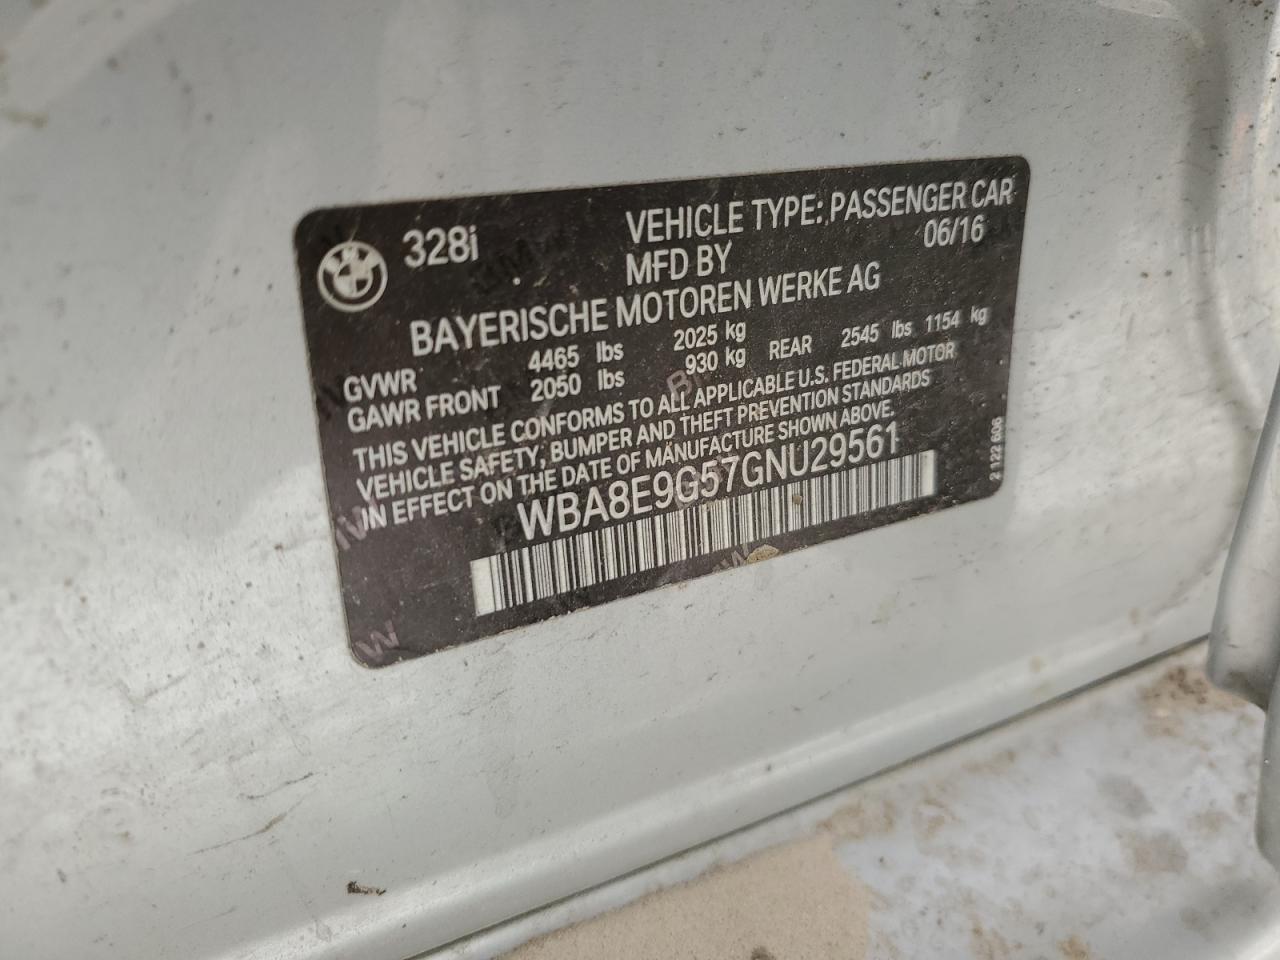 328i
VEHICLE TYPE: PASSENGER CAR
MFD BY 06/16
BAYERISCHE MOTOREN WERKE AG
GVWR 4465 lbs 2025 kg
GAWR FRONT 2050 lbs 930 kg REAR 2545 lbs 1154 kg
THIS VEHICLE CONFORMS TO ALL APPLICABLE U.S. FEDERAL MOTOR
VEHICLE SAFETY, BUMPER AND THEFT PREVENTION STANDARDS
IN EFFECT ON THE DATE OF MANUFACTURE SHOWN ABOVE.
WBA8E9G57GNU29561
2 122 606